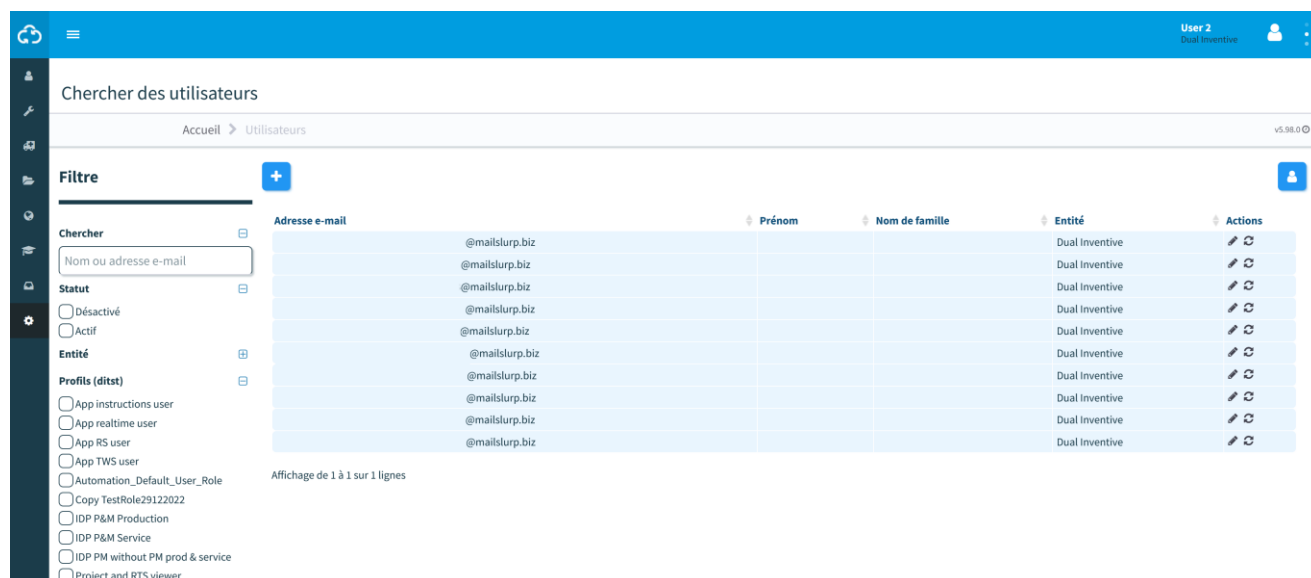 User 2
Dual Inventive
Chercher des utilisateurs
Accueil Utilisateurs
v5.98.0
Filtre
Chercher
Nom ou adresse e-mail
Statut
Désactivé
Actif
Entité
Profils (ditst)
App instructions user
App realtime user
App RS user
App TWS user
Automation_Default_User_Role
Copy TestRole29122022
IDP P&M Production
IDP P&M Service
IDP PM without PM prod & service
Project and RTS viewer
Adresse e-mail Prénom Nom de famille Entité Actions
@mailslurp.biz Dual Inventive
@mailslurp.biz Dual Inventive
@mailslurp.biz Dual Inventive
@mailslurp.biz Dual Inventive
@mailslurp.biz Dual Inventive
@mailslurp.biz Dual Inventive
@mailslurp.biz Dual Inventive
@mailslurp.biz Dual Inventive
@mailslurp.biz Dual Inventive
@mailslurp.biz Dual Inventive
Affichage de 1 à 1 sur 1 lignes